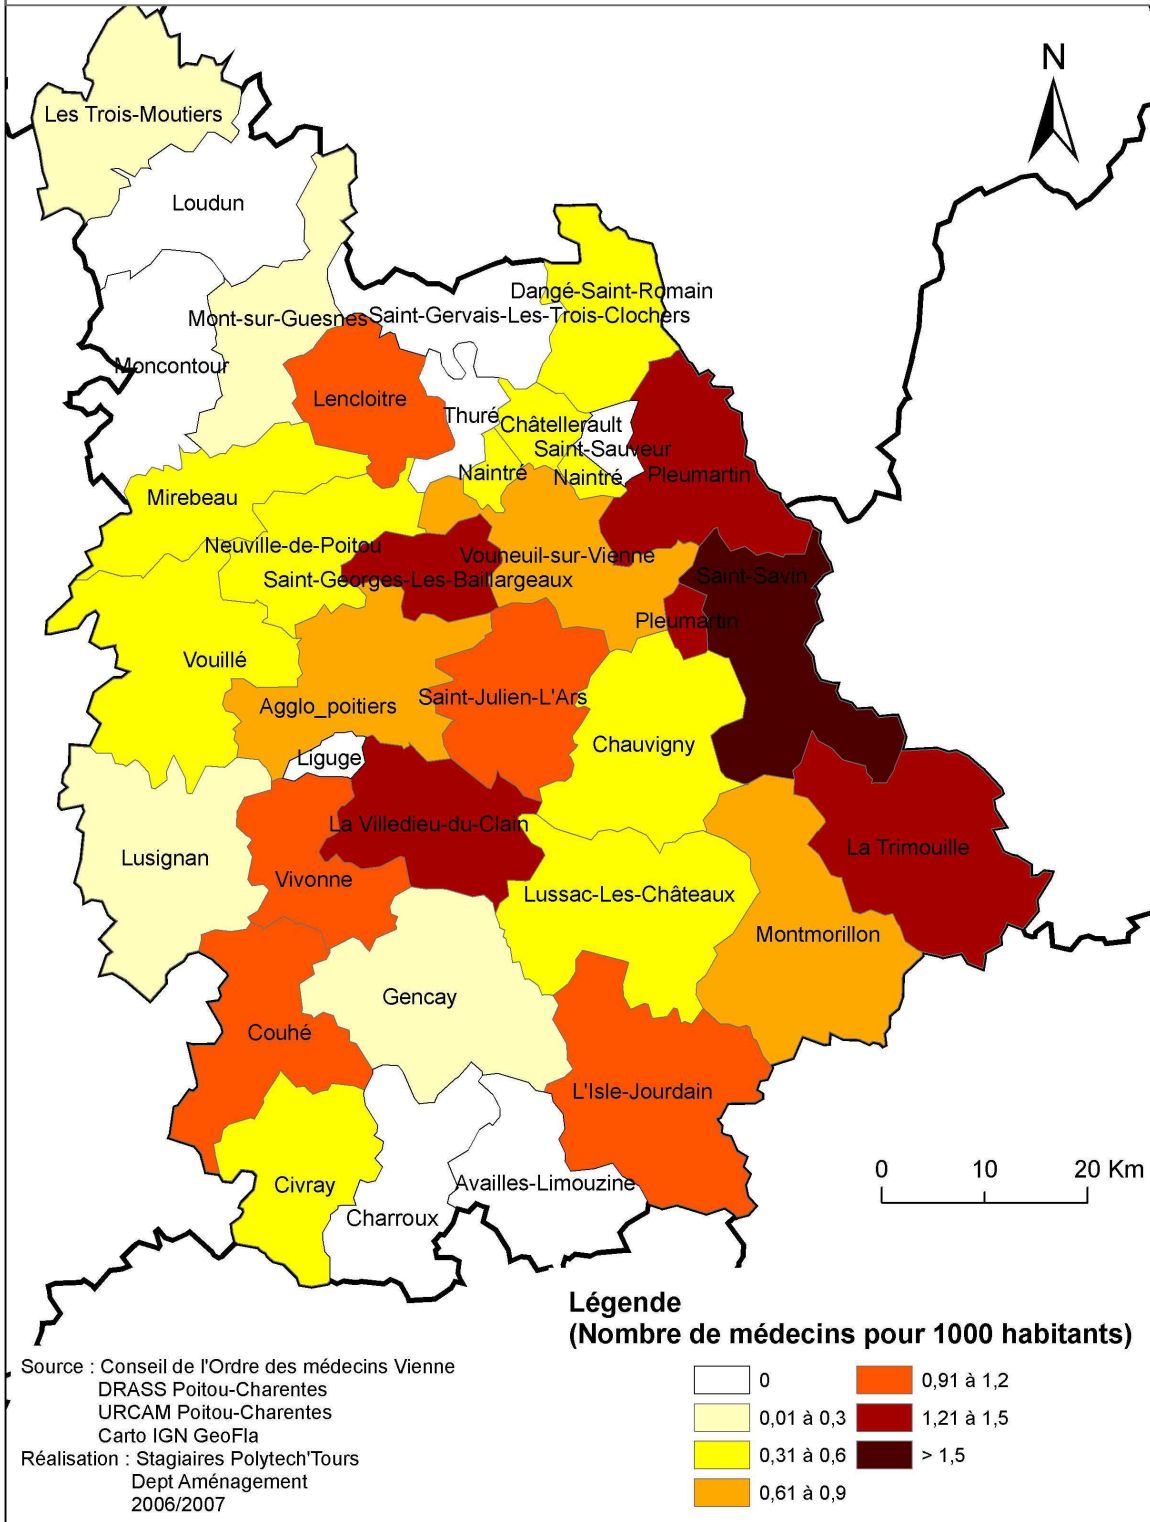 N
Les Trois-Moutiers
Loudun
Dangé-Saint-Romain
Mont-sur-Guesnes
Saint-Gervais-Les-Trois-Clochers
Moncontour
Lencloitre
Thuré
Châtellerault
Saint-Sauveur
Naintré
Naintré
Pleumartin
Mirebeau
Neuville-de-Poitou
Vouneuil-sur-Vienne
Saint-Georges-Les-Baillargeaux
Saint-Savin
Pleumartin
Vouillé
Saint-Julien-L'Ars
Agglo_poitiers
Chauvigny
Liguge
La Villedieu-du-Clain
La Trimouille
Lusignan
Vivonne
Lussac-Les-Châteaux
Montmorillon
Gencay
Couhé
L'Isle-Jourdain
Civray
Availles-Limouzine
Charroux
0 10 20 Km
Légende
(Nombre de médecins pour 1000 habitants)
0
0,01 à 0,3
0,31 à 0,6
0,61 à 0,9
0,91 à 1,2
1,21 à 1,5
> 1,5
Source : Conseil de l'Ordre des médecins Vienne
DRASS Poitou-Charentes
URCAM Poitou-Charentes
Carto IGN GeoFla
Réalisation : Stagiaires Polytech'Tours
Dept Aménagement
2006/2007